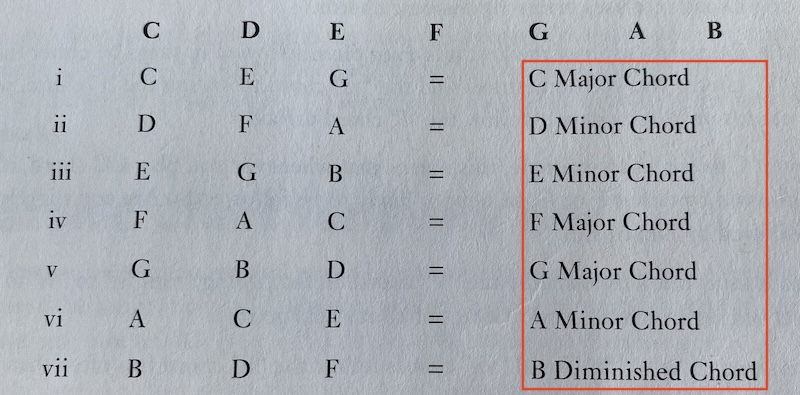 C D E F G A B
i C E G = C Major Chord
ii D F A = D Minor Chord
iii E G B = E Minor Chord
iv F A C = F Major Chord
v G B D = G Major Chord
vi A C E = A Minor Chord
vii B D F = B Diminished Chord